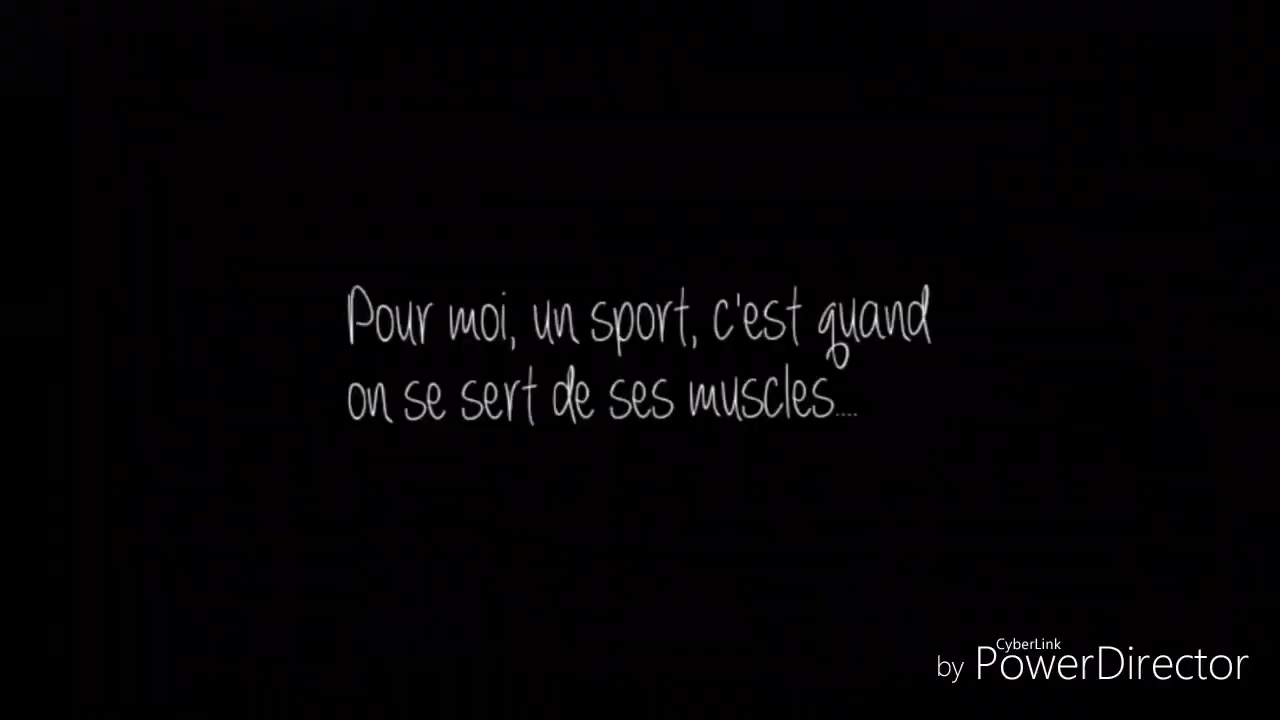 Pour moi, un sport, c'est quand
on se sert de ses muscles....
CyberLink
by PowerDirector